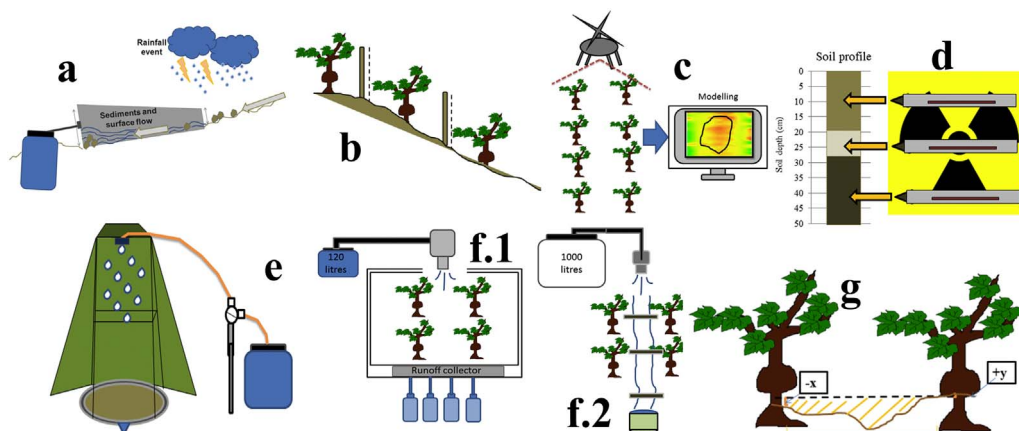 a
Rainfall
event
Sediments and
surface flow
b
c
Modelling
Soil profile
d
Soil depth (cm)
0
5
10
15
20
25
30
35
40
45
50
e
120
litres
f.1
Runoff collector
1000
litres
f.2
g
-x
+y